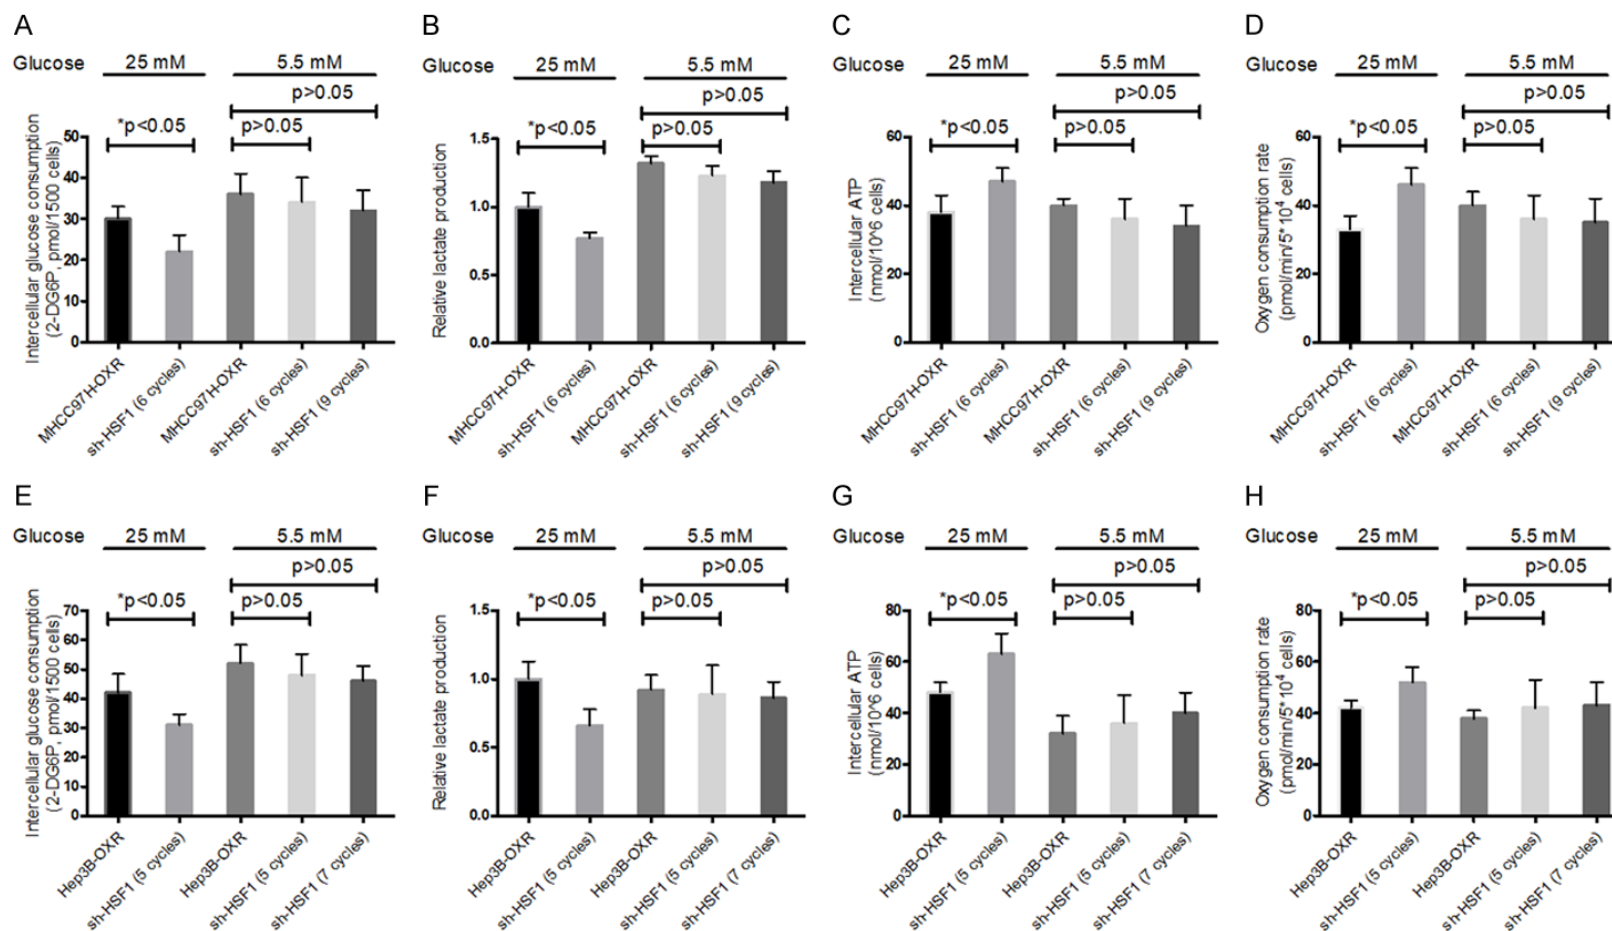 A
Glucose 25 mM 5.5 mM
p>0.05
*p<0.05 p>0.05
Intercellular glucose consumption
(2-DG6P, pmol/1500 cells)
50
40
30
20
10
0
MHCC97H-OXR
sh-HSF1 (6 cycles)
MHCC97H-OXR
sh-HSF1 (6 cycles)
sh-HSF1 (9 cycles)
B
Glucose 25 mM 5.5 mM
p>0.05
*p<0.05 p>0.05
Relative lactate production
1.5
1.0
0.5
0.0
MHCC97H-OXR
sh-HSF1 (6 cycles)
MHCC97H-OXR
sh-HSF1 (6 cycles)
sh-HSF1 (9 cycles)
C
Glucose 25 mM 5.5 mM
p>0.05
*p<0.05 p>0.05
Intercellular ATP
(nmol/10^6 cells)
60
40
20
0
MHCC97H-OXR
sh-HSF1 (6 cycles)
MHCC97H-OXR
sh-HSF1 (6 cycles)
sh-HSF1 (9 cycles)
D
Glucose 25 mM 5.5 mM
p>0.05
*p<0.05 p>0.05
Oxygen consumption rate
(pmol/min/5* 10⁴ cells)
60
40
20
0
MHCC97H-OXR
sh-HSF1 (6 cycles)
MHCC97H-OXR
sh-HSF1 (6 cycles)
sh-HSF1 (9 cycles)
E
Glucose 25 mM 5.5 mM
p>0.05
*p<0.05 p>0.05
Intercellular glucose consumption
(2-DG6P, pmol/1500 cells)
70
60
50
40
30
20
10
0
Hep3B-OXR
sh-HSF1 (5 cycles)
Hep3B-OXR
sh-HSF1 (5 cycles)
sh-HSF1 (7 cycles)
F
Glucose 25 mM 5.5 mM
p>0.05
*p<0.05 p>0.05
Relative lactate production
1.5
1.0
0.5
0.0
Hep3B-OXR
sh-HSF1 (5 cycles)
Hep3B-OXR
sh-HSF1 (5 cycles)
sh-HSF1 (7 cycles)
G
Glucose 25 mM 5.5 mM
p>0.05
*p<0.05 p>0.05
Intercellular ATP
(nmol/10^6 cells)
80
60
40
20
0
Hep3B-OXR
sh-HSF1 (5 cycles)
Hep3B-OXR
sh-HSF1 (5 cycles)
sh-HSF1 (7 cycles)
H
Glucose 25 mM 5.5 mM
p>0.05
*p<0.05 p>0.05
Oxygen consumption rate
(pmol/min/5* 10⁴ cells)
80
60
40
20
0
Hep3B-OXR
sh-HSF1 (5 cycles)
Hep3B-OXR
sh-HSF1 (5 cycles)
sh-HSF1 (7 cycles)